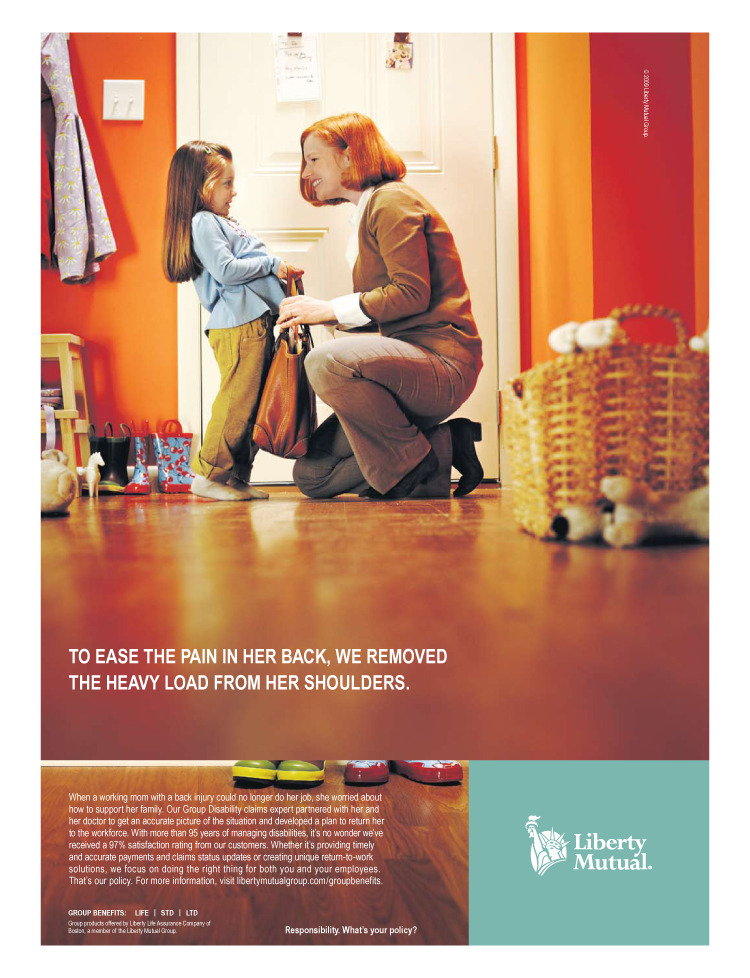 © 2009 Liberty Mutual Group
TO EASE THE PAIN IN HER BACK, WE REMOVED
THE HEAVY LOAD FROM HER SHOULDERS.
When a working mom with a back injury could no longer do her job, she worried about
how to support her family. Our Group Disability claims expert partnered with her and
her doctor to get an accurate picture of the situation and developed a plan to return her
to the workforce. With more than 95 years of managing disabilities, it's no wonder we've
received a 97% satisfaction rating from our customers. Whether it's providing timely
and accurate payments and claims status updates or creating unique return-to-work
solutions, we focus on doing the right thing for both you and your employees.
That's our policy. For more information, visit libertymutualgroup.com/groupbenefits.
GROUP BENEFITS: LIFE | STD | LTD
Group products offered by Liberty Life Assurance Company of
Boston, a member of the Liberty Mutual Group.
Responsibility. What's your policy?
Liberty
Mutual.